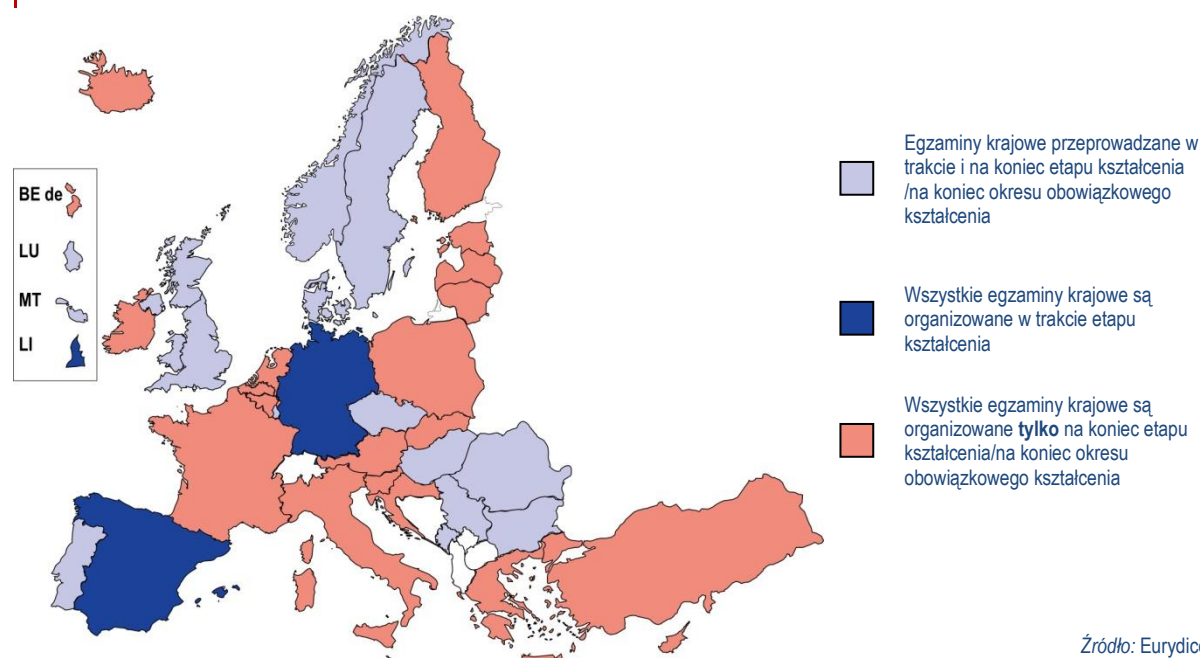 BE de
LU
MT
LI
Egzaminy krajowe przeprowadzane w
trakcie i na koniec etapu kształcenia
/na koniec okresu obowiązkowego
kształcenia
Wszystkie egzaminy krajowe są
organizowane w trakcie etapu
kształcenia
Wszystkie egzaminy krajowe są
organizowane tylko na koniec etapu
kształcenia/na koniec okresu
obowiązkowego kształcenia
Źródło: Eurydice